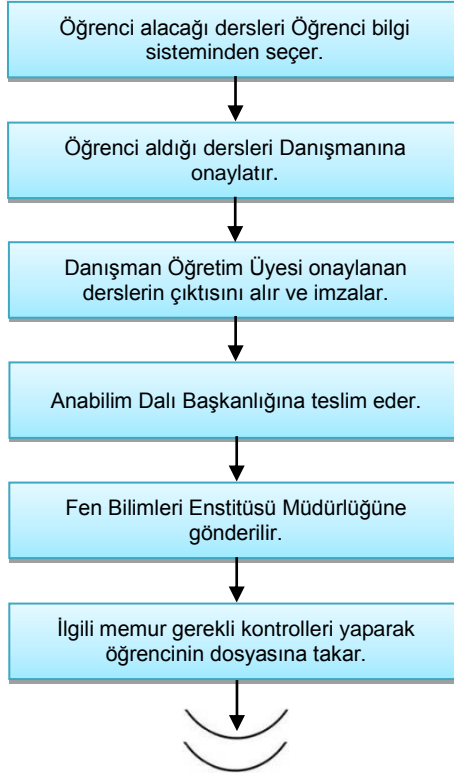 Öğrenci alacağı dersleri Öğrenci bilgi
sisteminden seçer.
Öğrenci aldığı dersleri Danışmanına
onaylatır.
Danışman Öğretim Üyesi onaylanan
derslerin çıktısını alır ve imzalar.
Anabilim Dalı Başkanlığına teslim eder.
Fen Bilimleri Enstitüsü Müdürlüğüne
gönderilir.
İlgili memur gerekli kontrolleri yaparak
öğrencinin dosyasına takar.